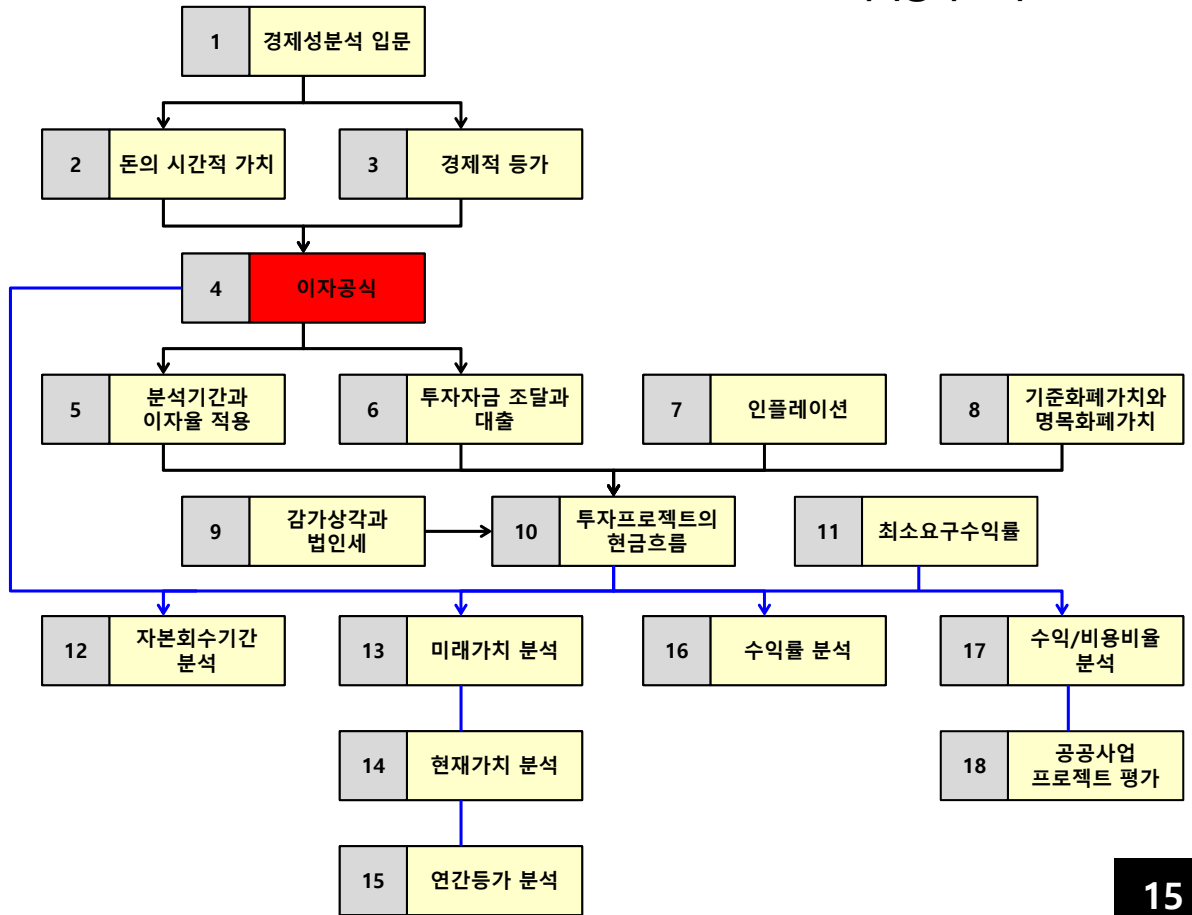 1
경제성분석 입문
2
돈의 시간적 가치
3
경제적 등가
4
이자공식
5
분석기간과
이자율 적용
6
투자자금 조달과
대출
7
인플레이션
8
기준화폐가치와
명목화폐가치
9
감가상각과
법인세
10
투자프로젝트의
현금흐름
11
최소요구수익률
12
자본회수기간
분석
13
미래가치 분석
16
수익률 분석
17
수익/비용비율
분석
14
현재가치 분석
18
공공사업
프로젝트 평가
15
연간등가 분석
15